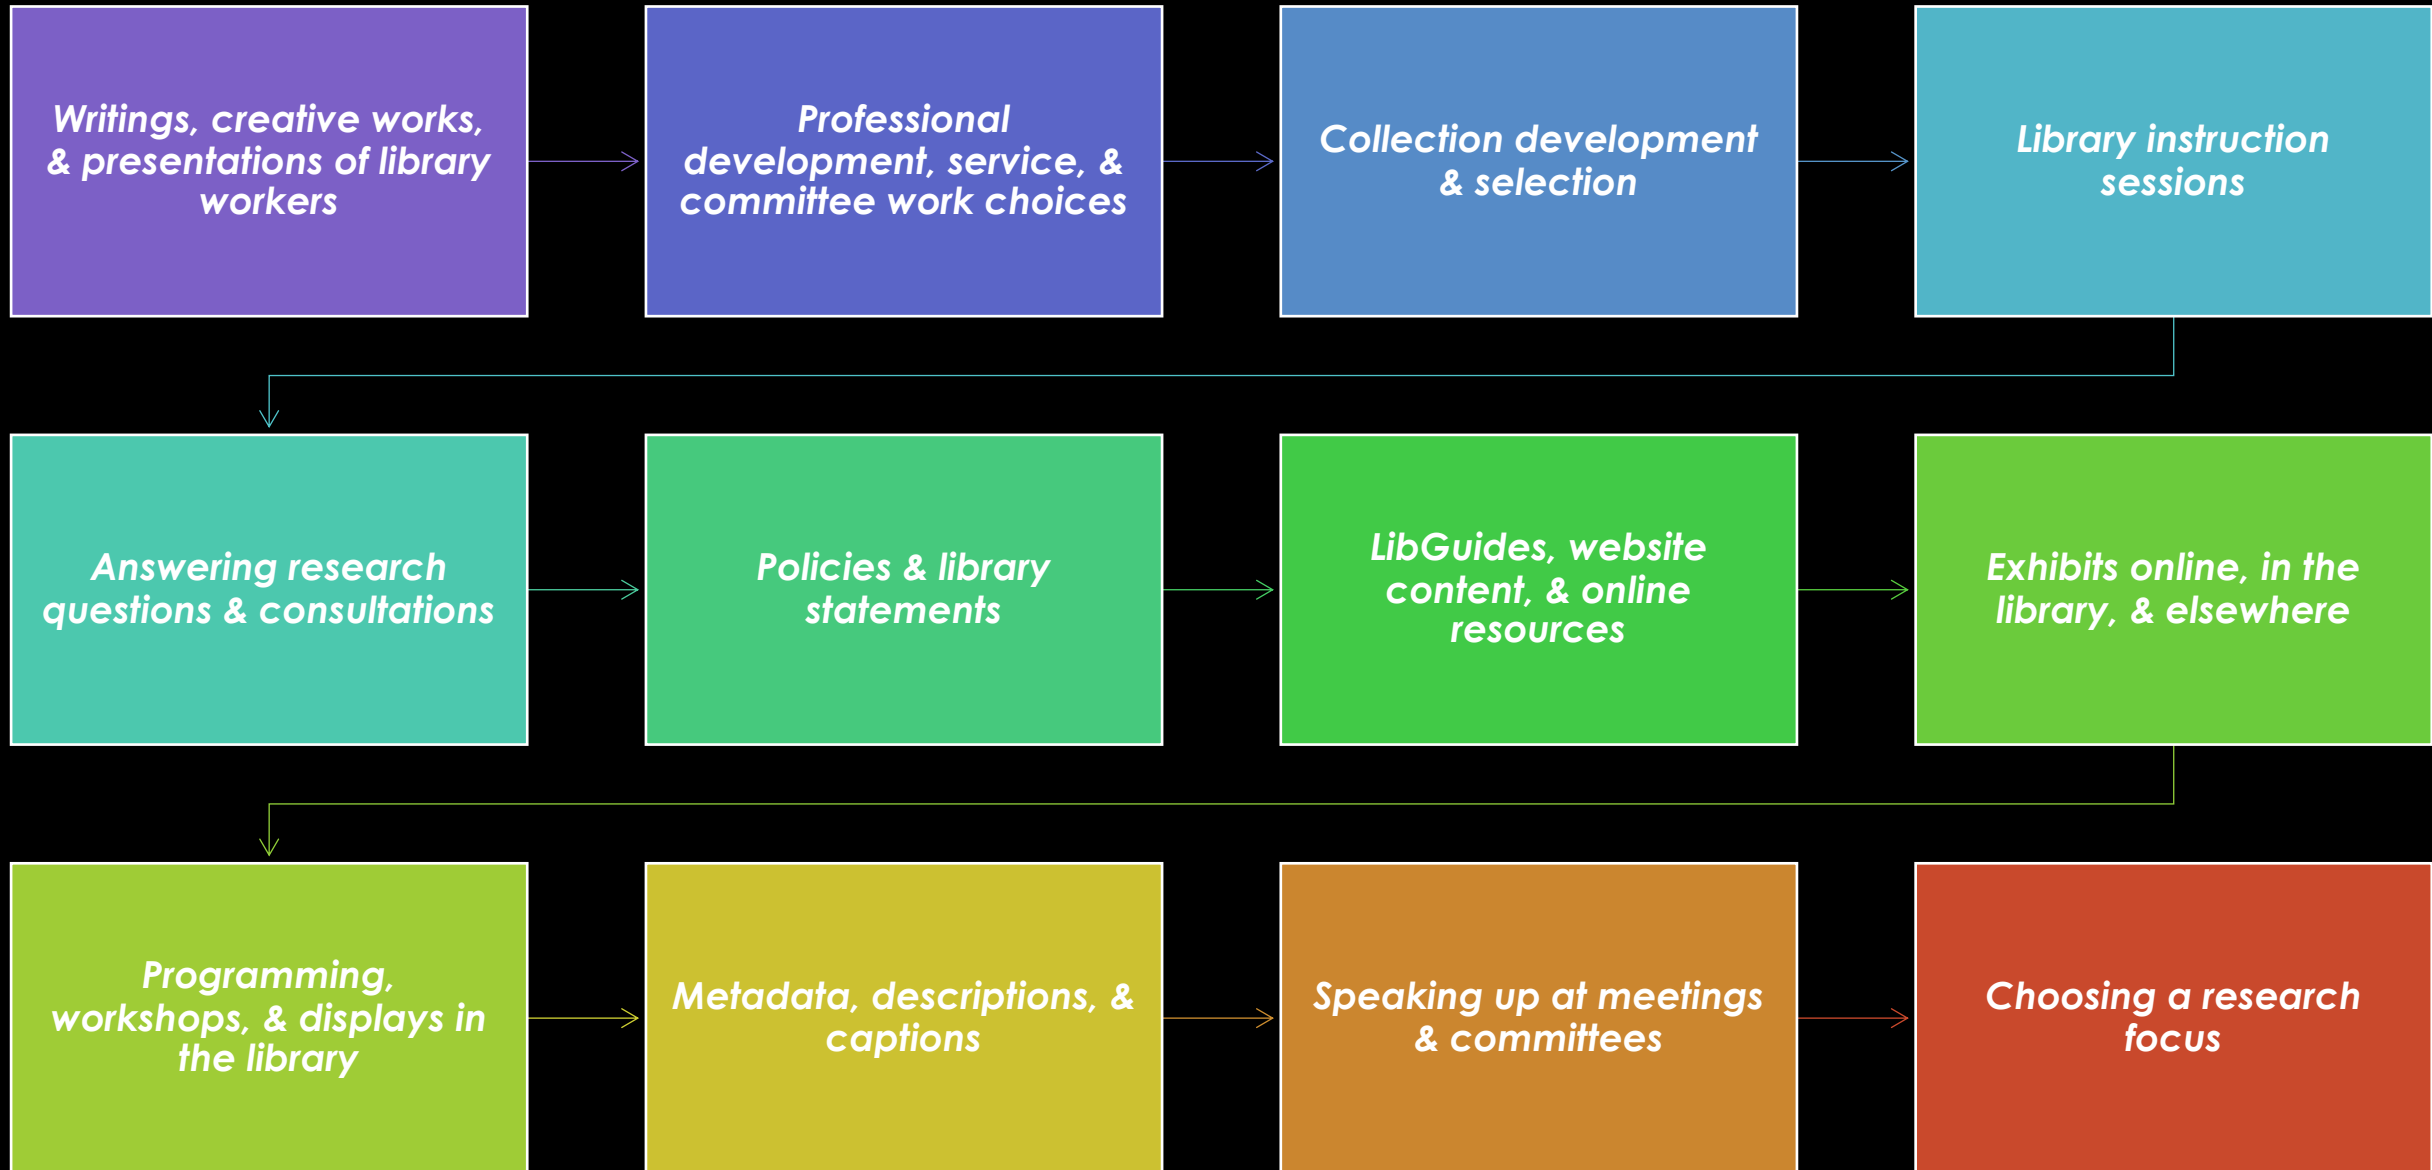 Writings, creative works,
& presentations of library
workers
Professional
development, service, &
committee work choices
Collection development
& selection
Library instruction
sessions
Answering research
questions & consultations
Policies & library
statements
LibGuides, website
content, & online
resources
Exhibits online, in the
library, & elsewhere
Programming,
workshops, & displays in
the library
Metadata, descriptions, &
captions
Speaking up at meetings
& committees
Choosing a research
focus